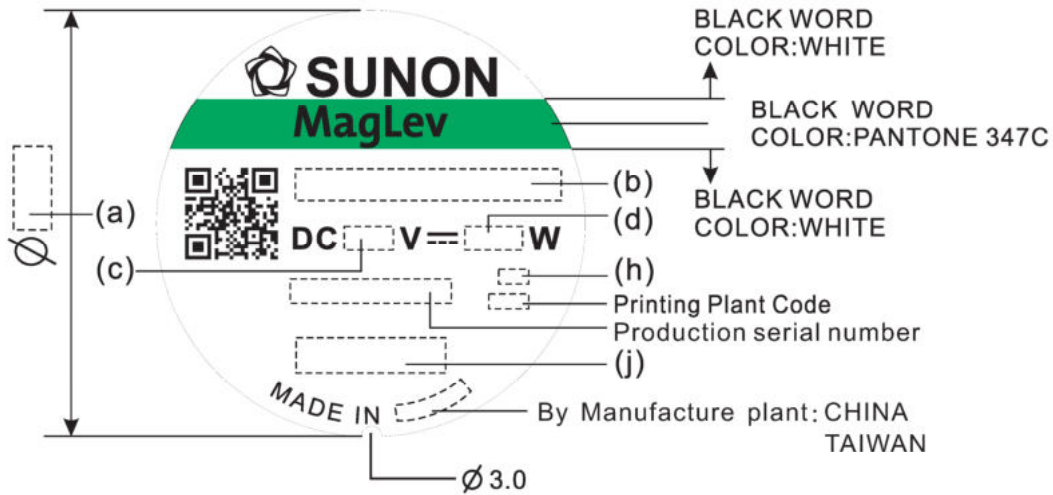 BLACK WORD
COLOR:WHITE
SUNON
MagLev
BLACK WORD
COLOR:PANTONE 347C
(b)
BLACK WORD
COLOR:WHITE
(a)
(d)
DC V W
Ø
(c)
(h)
Printing Plant Code
Production serial number
(j)
MADE IN
By Manufacture plant: CHINA
TAIWAN
Ø 3.0